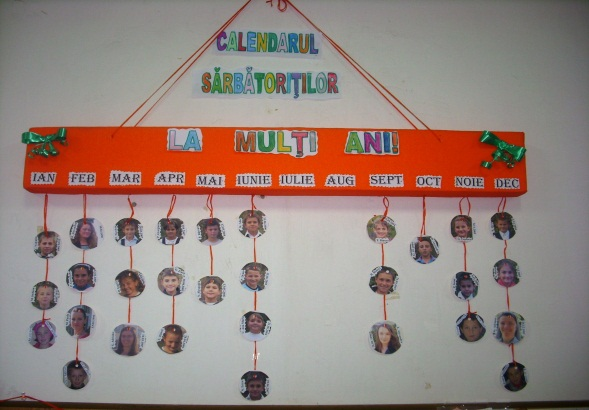 CALENDARUL
SĂRBĂTORIȚILOR
LA MULȚI ANI!
IAN FEB MAR APR MAI IUNIE IULIE AUG SEPT OCT NOIE DEC